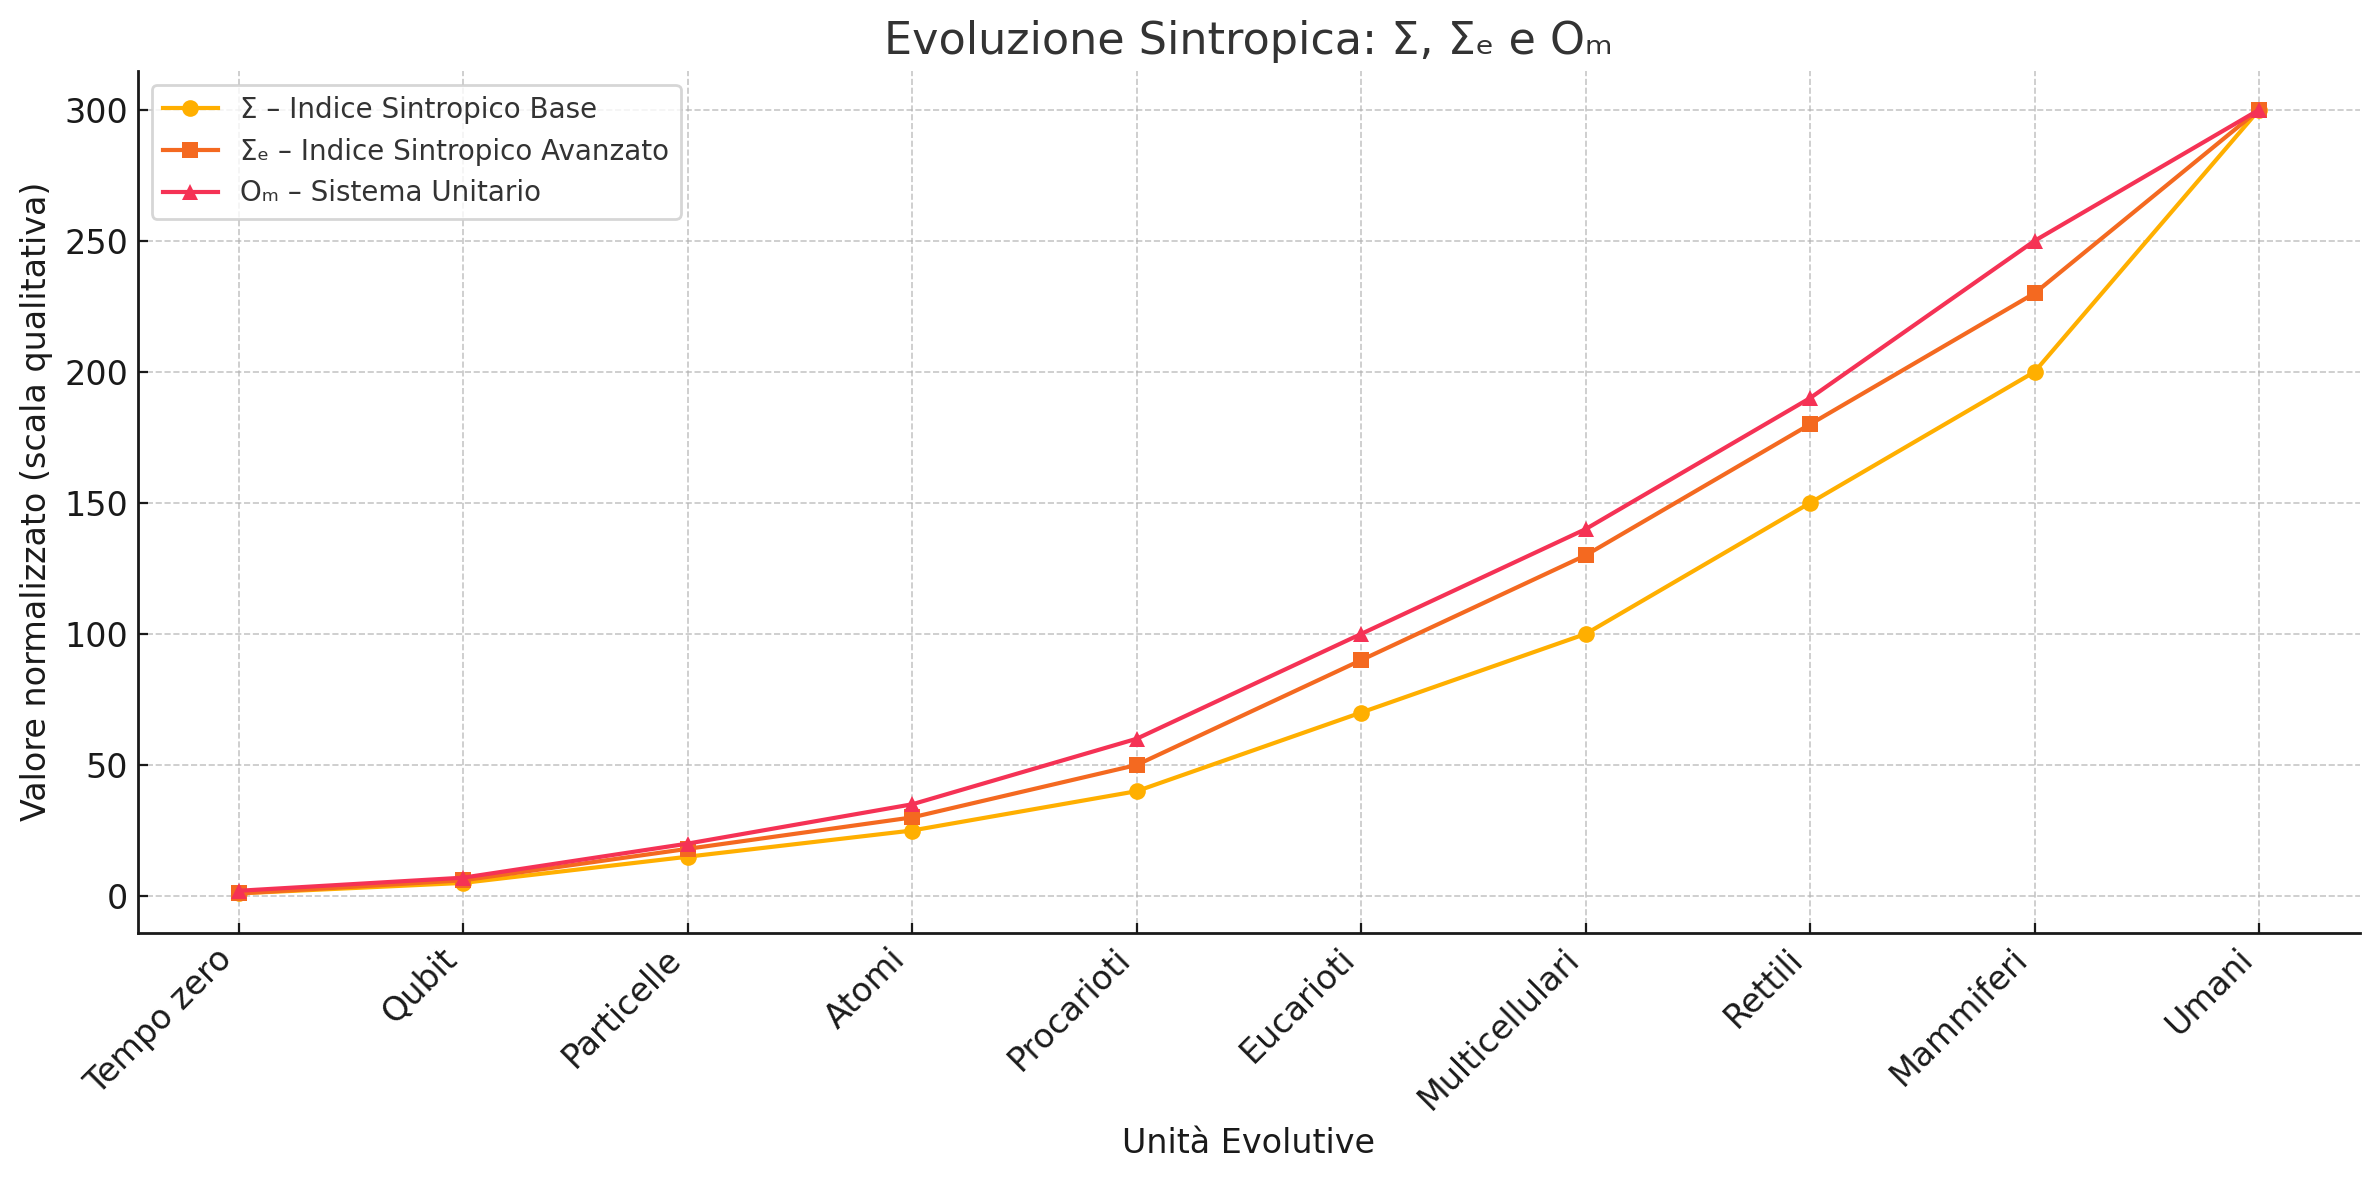 Evoluzione Sintropica: Σ, Σₑ e Oₘ
Σ – Indice Sintropico Base
Σₑ – Indice Sintropico Avanzato
Oₘ – Sistema Unitario
Valore normalizzato (scala qualitativa)
300
250
200
150
100
50
0
Tempo zero
Qubit
Particelle
Atomi
Procarioti
Eucarioti
Multicellulari
Rettili
Mammiferi
Umani
Unità Evolutive